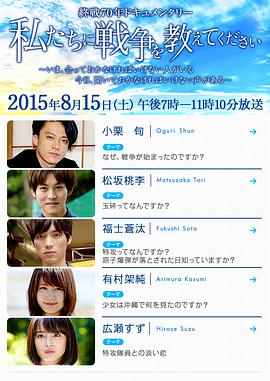 終戦70年ドキュメンタリー
私たちに戦争を教えてください
〜いま、会っておかなければいけない人がいる
今日、聞いておかなければいけない声がある〜
2015年8月15日(土)午後7時―11時10分放送
小栗 旬 Oguri Shun
テーマ
なぜ、戦争が始まったのですか?
松坂桃李 Matsuzaka Tori
テーマ
玉砕ってなんですか?
福士蒼汰 Fukushi Sota
テーマ
特攻ってなんですか?
原子爆弾が落とされた日知っていますか?
有村架純 Arimura Kasumi
テーマ
少女は沖縄で何を見たのですか?
広瀬すず Hirose Suzu
テーマ
特攻隊員との淡い恋